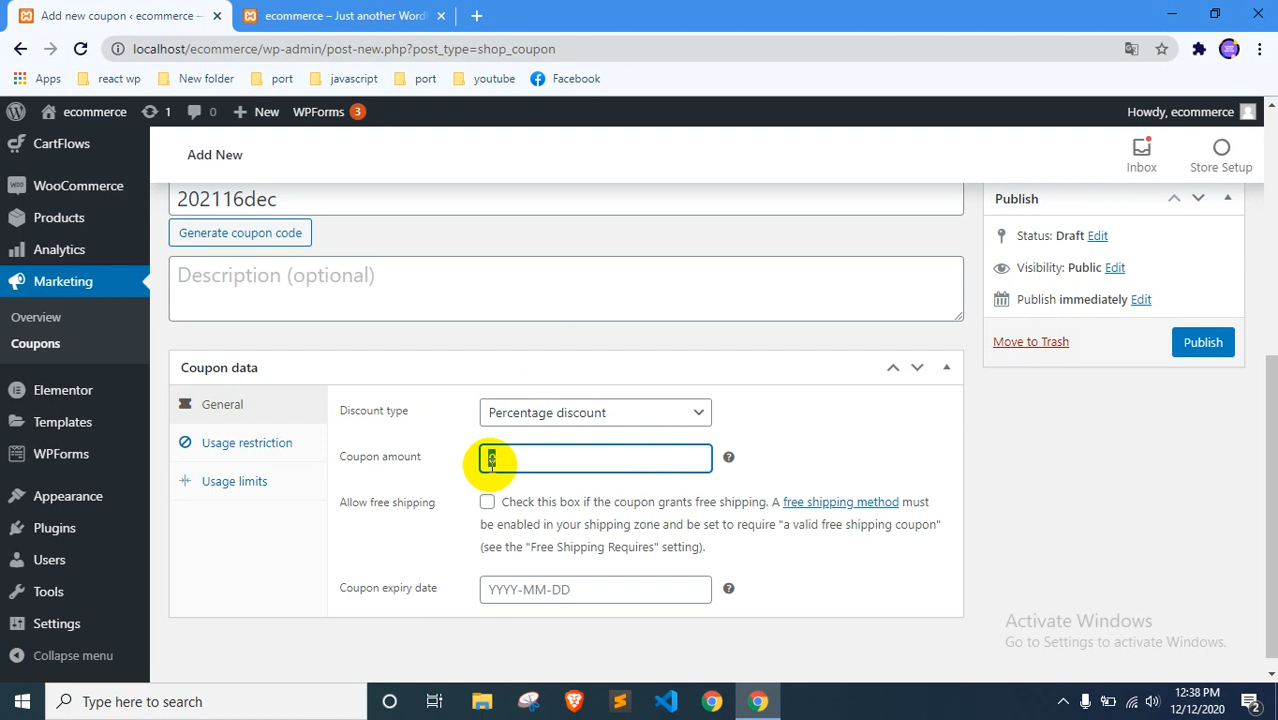 Add new coupon ‹ ecommerce –
ecommerce – Just another Word
localhost/ecommerce/wp-admin/post-new.php?post_type=shop_coupon
Apps
react wp
New folder
port
javascript
port
youtube
Facebook
ecommerce
1
0
New
WPForms 3
Howdy, ecommerce
CartFlows
WooCommerce
Products
Analytics
Marketing
Overview
Coupons
Elementor
Templates
WPForms
Appearance
Plugins
Users
Tools
Settings
Collapse menu
Add New
Inbox
Store Setup
202116dec
Generate coupon code
Description (optional)
Coupon data
General
Usage restriction
Usage limits
Discount type
Percentage discount
Coupon amount
Allow free shipping
Check this box if the coupon grants free shipping. A free shipping method must
be enabled in your shipping zone and be set to require "a valid free shipping coupon"
(see the "Free Shipping Requires" setting).
Coupon expiry date
YYYY-MM-DD
Publish
Status: Draft Edit
Visibility: Public Edit
Publish immediately Edit
Move to Trash
Publish
Activate Windows
Go to Settings to activate Windows.
Type here to search
12:38 PM
12/12/2020
2